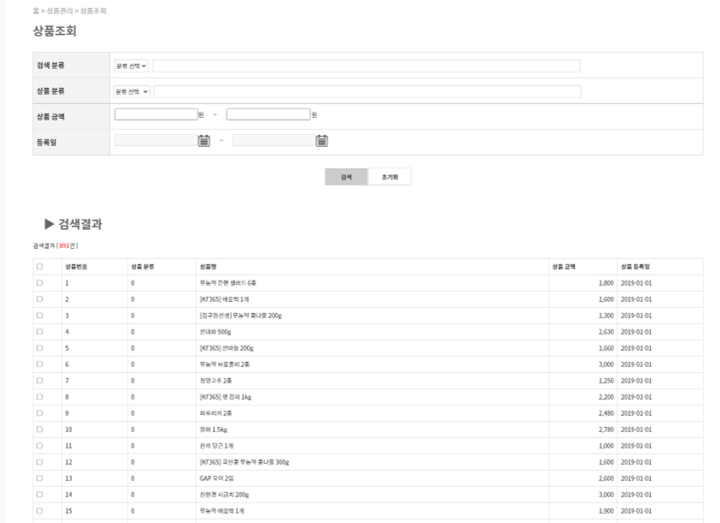 홈 > 상품관리 > 상품조회
상품조회
검색 분류 분류 선택
상품 분류 분류 선택
상품 금액 원 ~ 원
등록일 ~
검색 초기화
▶ 검색결과
검색결과 ( 891건 )
상품번호 상품 분류 상품명 상품 금액 상품 등록일
1 0 무농약 간편 샐러드 6종 1,800 2019-01-01
2 0 [KF365] 애호박 1개 1,600 2019-01-01
3 0 [김구원선생] 무농약 콩나물 200g 1,300 2019-01-01
4 0 깐대파 500g 2,630 2019-01-01
5 0 [KF365] 깐마늘 200g 1,660 2019-01-01
6 0 무농약 브로콜리 2종 3,000 2019-01-01
7 0 청양고추 2종 1,250 2019-01-01
8 0 [KF365] 햇 감자 1kg 2,200 2019-01-01
9 0 파프리카 2종 2,480 2019-01-01
10 0 양파 1.5kg 2,780 2019-01-01
11 0 한끼 당근 1개 1,000 2019-01-01
12 0 [KF365] 국산콩 무농약 콩나물 300g 1,600 2019-01-01
13 0 GAP 오이 2입 2,600 2019-01-01
14 0 친환경 시금치 200g 3,000 2019-01-01
15 0 무농약 애호박 1개 1,900 2019-01-01